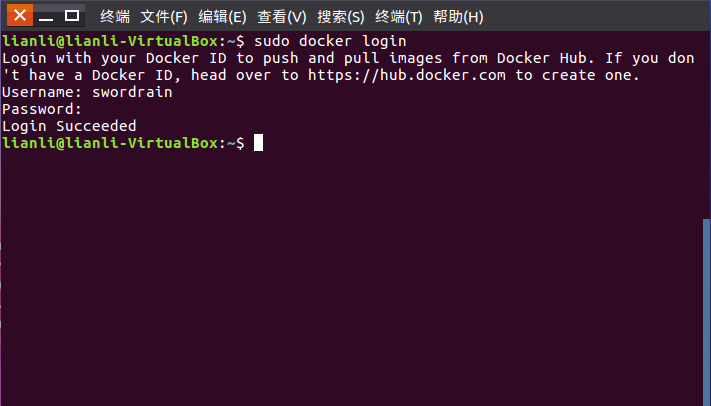 终端 文件(F) 编辑(E) 查看(V) 搜索(S) 终端(T) 帮助(H)
lianli@lianli-VirtualBox:~$ sudo docker login
Login with your Docker ID to push and pull images from Docker Hub. If you don
't have a Docker ID, head over to https://hub.docker.com to create one.
Username: swordrain
Password:
Login Succeeded
lianli@lianli-VirtualBox:~$